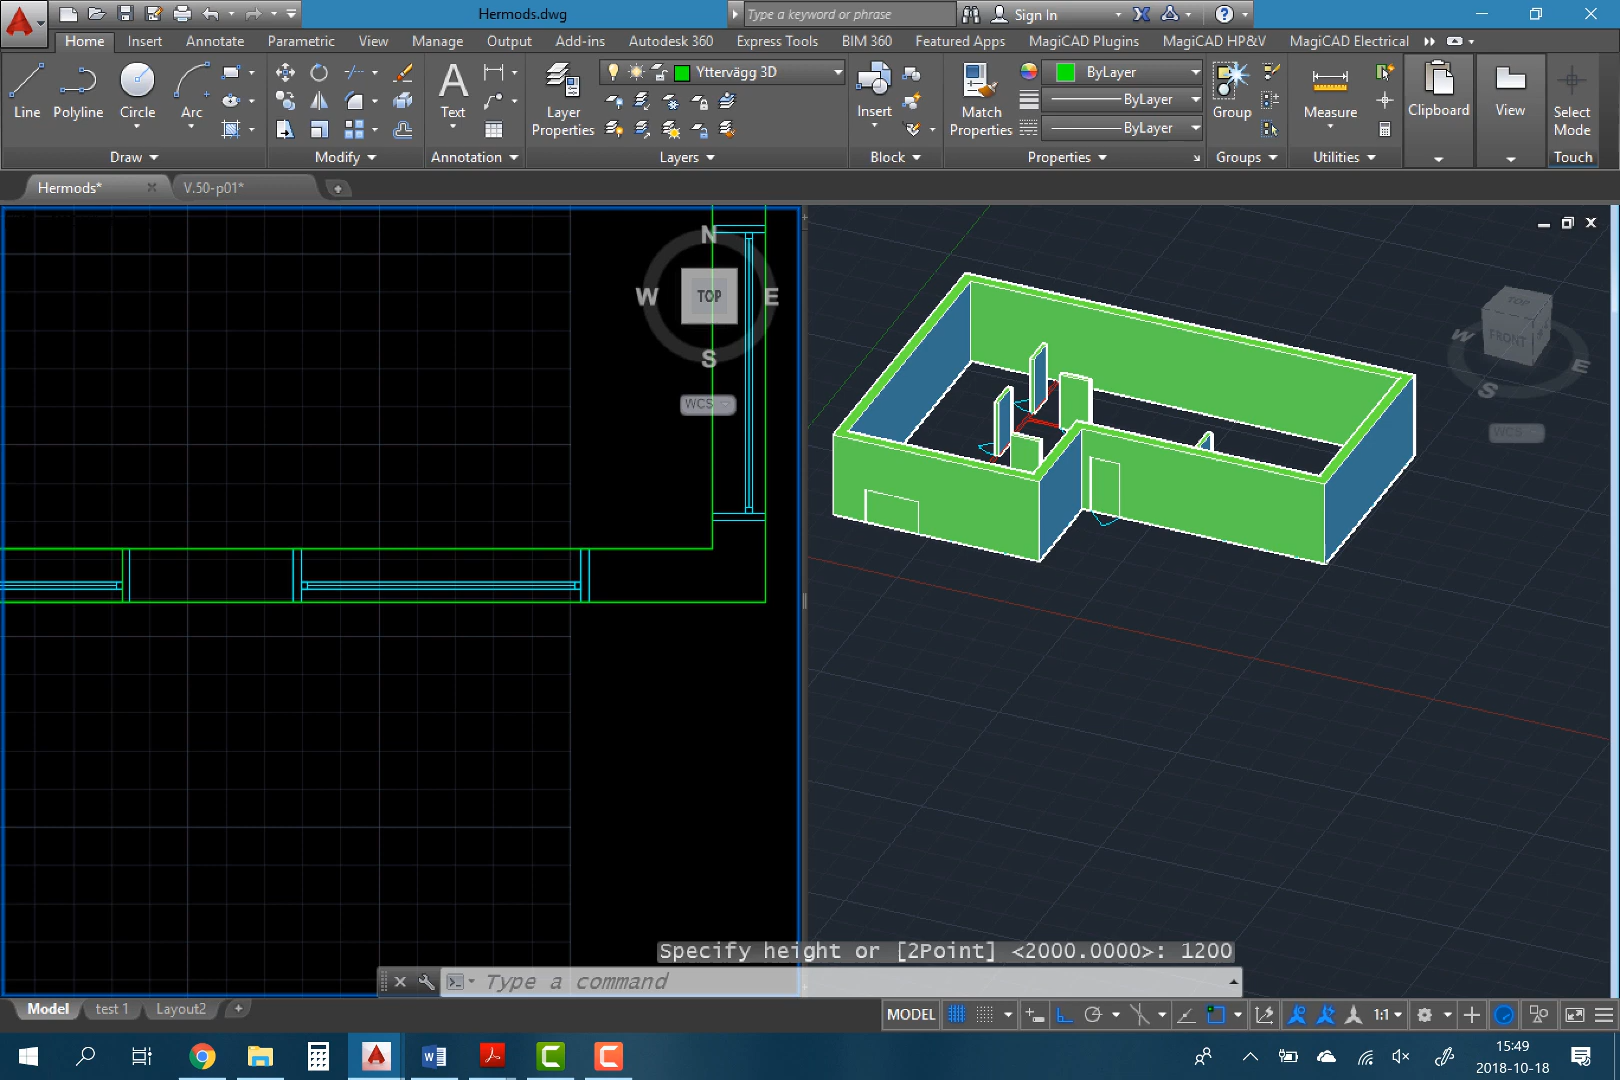 Hermods.dwg
Type a keyword or phrase
Sign In
Home Insert Annotate Parametric View Manage Output Add-ins Autodesk 360 Express Tools BIM 360 Featured Apps MagiCAD Plugins MagiCAD HP&V MagiCAD Electrical
Yttervägg 3D
ByLayer
ByLayer
ByLayer
Line Polyline Circle Arc
Text
Layer Properties
Insert
Match Properties
Group
Measure
Clipboard
View
Select Mode
Draw Modify Annotation Layers Block Properties Groups Utilities Touch
Hermods* V.50-p01*
N
W TOP E
S
WCS
TOP
W FRONT E
S
WCS
Specify height or [2Point] <2000.0000>: 1200
Type a command
Model test 1 Layout2
MODEL 1:1
15:49
2018-10-18